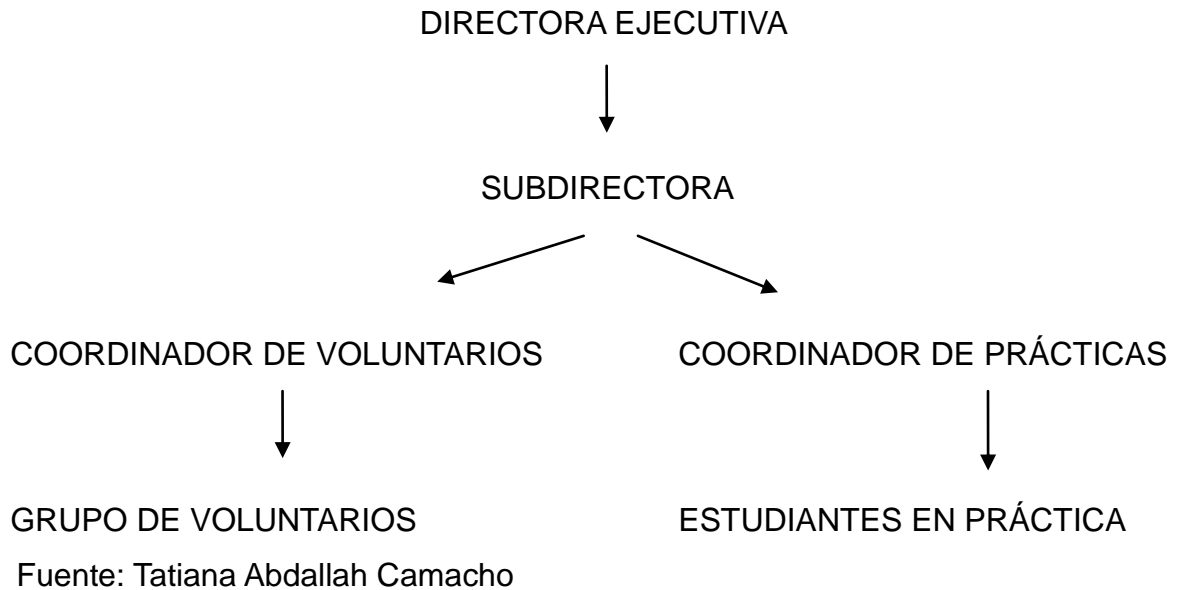 DIRECTORA EJECUTIVA
SUBDIRECTORA
COORDINADOR DE VOLUNTARIOS
COORDINADOR DE PRÁCTICAS
GRUPO DE VOLUNTARIOS
ESTUDIANTES EN PRÁCTICA
Fuente: Tatiana Abdallah Camacho